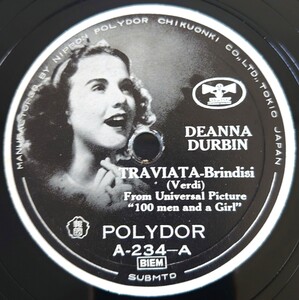 MANUFACTURED BY NIPPON POLYDOR CHIKUONKI CO., LTD., TOKIO JAPAN
DEANNA
DURBIN
TRAVIATA-Brindisi
(Verdi)
From Universal Picture
"100 men and a Girl"
POLYDOR
A-234-A
BIEM
SUBMTD